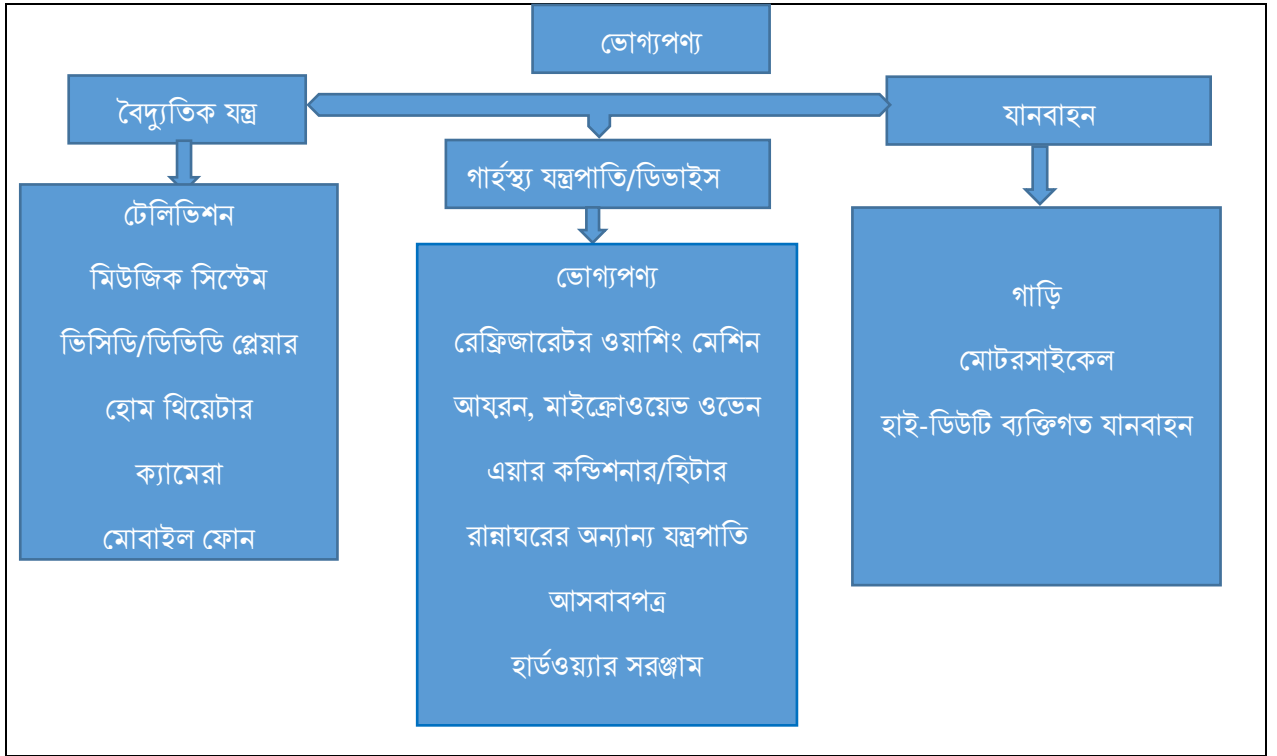 ভোগ্যপণ্য
বৈদ্যুতিক যন্ত্র
যানবাহন
গার্হস্থ্য যন্ত্রপাতি/ডিভাইস
টেলিভিশন
মিউজিক সিস্টেম
ভিসিডি/ডিভিডি প্লেয়ার
হোম থিয়েটার
ক্যামেরা
মোবাইল ফোন
ভোগ্যপণ্য
রেফ্রিজারেটর ওয়াশিং মেশিন
আয্রন, মাইক্রোওয়েভ ওভেন
এয়ার কন্ডিশনার/হিটার
রান্নাঘরের অন্যান্য যন্ত্রপাতি
আসবাবপত্র
হার্ডওয়্যার সরঞ্জাম
গাড়ি
মোটরসাইকেল
হাই-ডিউটি ব্যক্তিগত যানবাহন